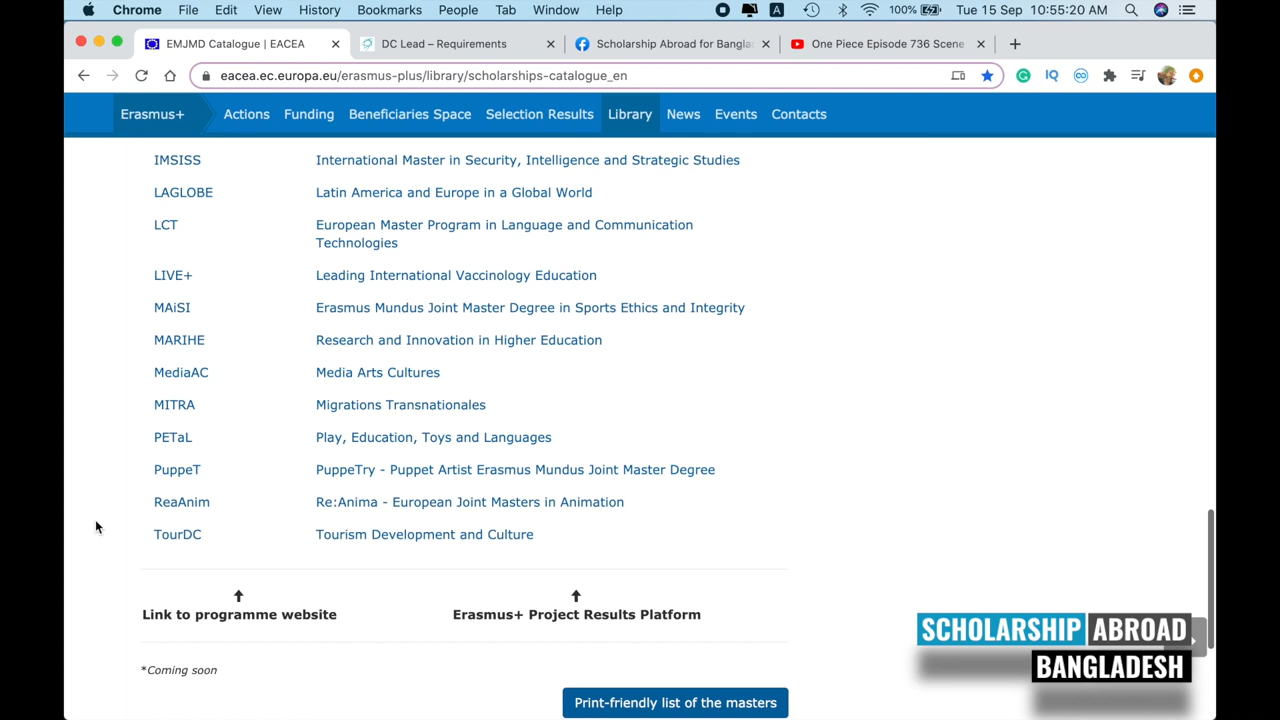 Chrome File Edit View History Bookmarks People Tab Window Help A 100% Tue 15 Sep 10:55:20 AM
EMJMD Catalogue | EACEA DC Lead – Requirements Scholarship Abroad for Bangla One Piece Episode 736 Scene
eacea.ec.europa.eu/erasmus-plus/library/scholarships-catalogue_en IQ
Erasmus+ Actions Funding Beneficiaries Space Selection Results Library News Events Contacts
IMSISS International Master in Security, Intelligence and Strategic Studies
LAGLOBE Latin America and Europe in a Global World
LCT European Master Program in Language and Communication
Technologies
LIVE+ Leading International Vaccinology Education
MAiSI Erasmus Mundus Joint Master Degree in Sports Ethics and Integrity
MARIHE Research and Innovation in Higher Education
MediaAC Media Arts Cultures
MITRA Migrations Transnationales
PETaL Play, Education, Toys and Languages
PuppeT PuppeTry - Puppet Artist Erasmus Mundus Joint Master Degree
ReaAnim Re:Anima - European Joint Masters in Animation
TourDC Tourism Development and Culture
Link to programme website Erasmus+ Project Results Platform
*Coming soon
Print-friendly list of the masters
SCHOLARSHIP ABROAD
BANGLADESH